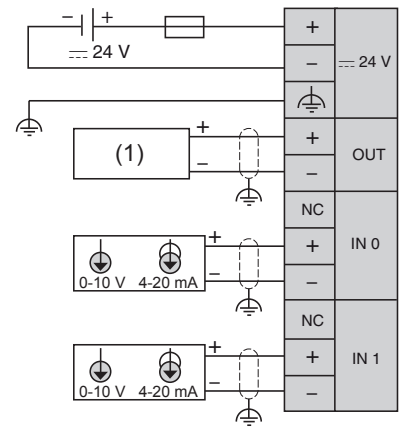 − +
⎓ 24 V
+
−
⎓ 24 V
(1)
+
−
+
−
OUT
NC
0-10 V 4-20 mA
+
−
+
−
IN 0
NC
0-10 V 4-20 mA
+
−
+
−
IN 1